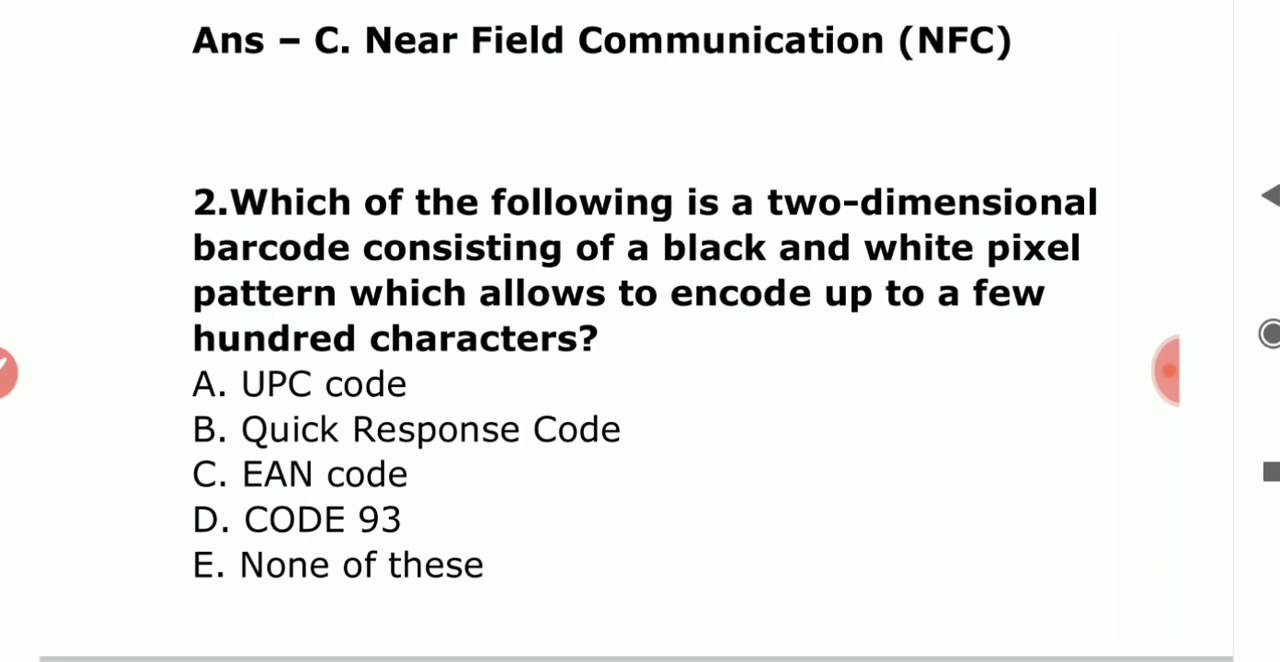 Ans – C. Near Field Communication (NFC)
2.Which of the following is a two-dimensional
barcode consisting of a black and white pixel
pattern which allows to encode up to a few
hundred characters?
A. UPC code
B. Quick Response Code
C. EAN code
D. CODE 93
E. None of these